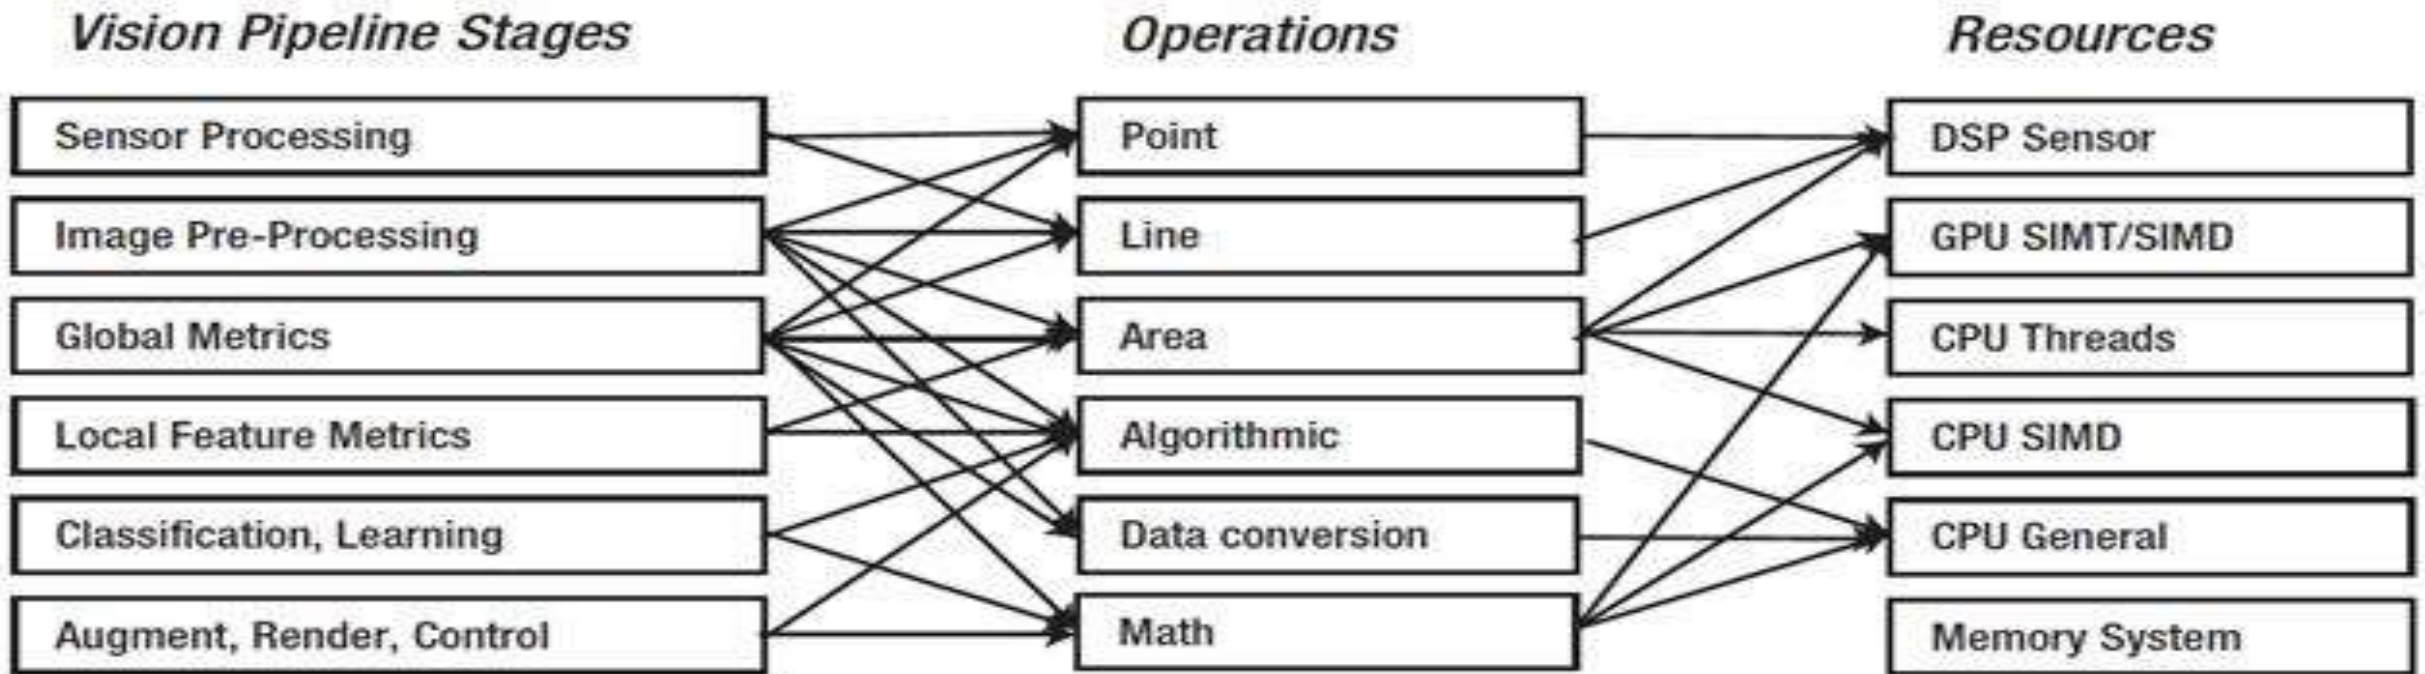 Vision Pipeline Stages
Operations
Resources
Sensor Processing
Point
DSP Sensor
Image Pre-Processing
Line
GPU SIMT/SIMD
Global Metrics
Area
CPU Threads
Local Feature Metrics
Algorithmic
CPU SIMD
Classification, Learning
Data conversion
CPU General
Augment, Render, Control
Math
Memory System